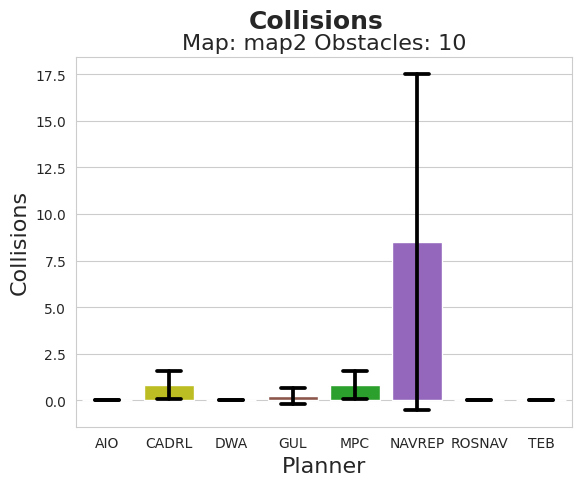 Collisions
Map: map2 Obstacles: 10
Collisions
17.5
15.0
12.5
10.0
7.5
5.0
2.5
0.0
AIO CADRL DWA GUL MPC NAVREP ROSNAV TEB
Planner